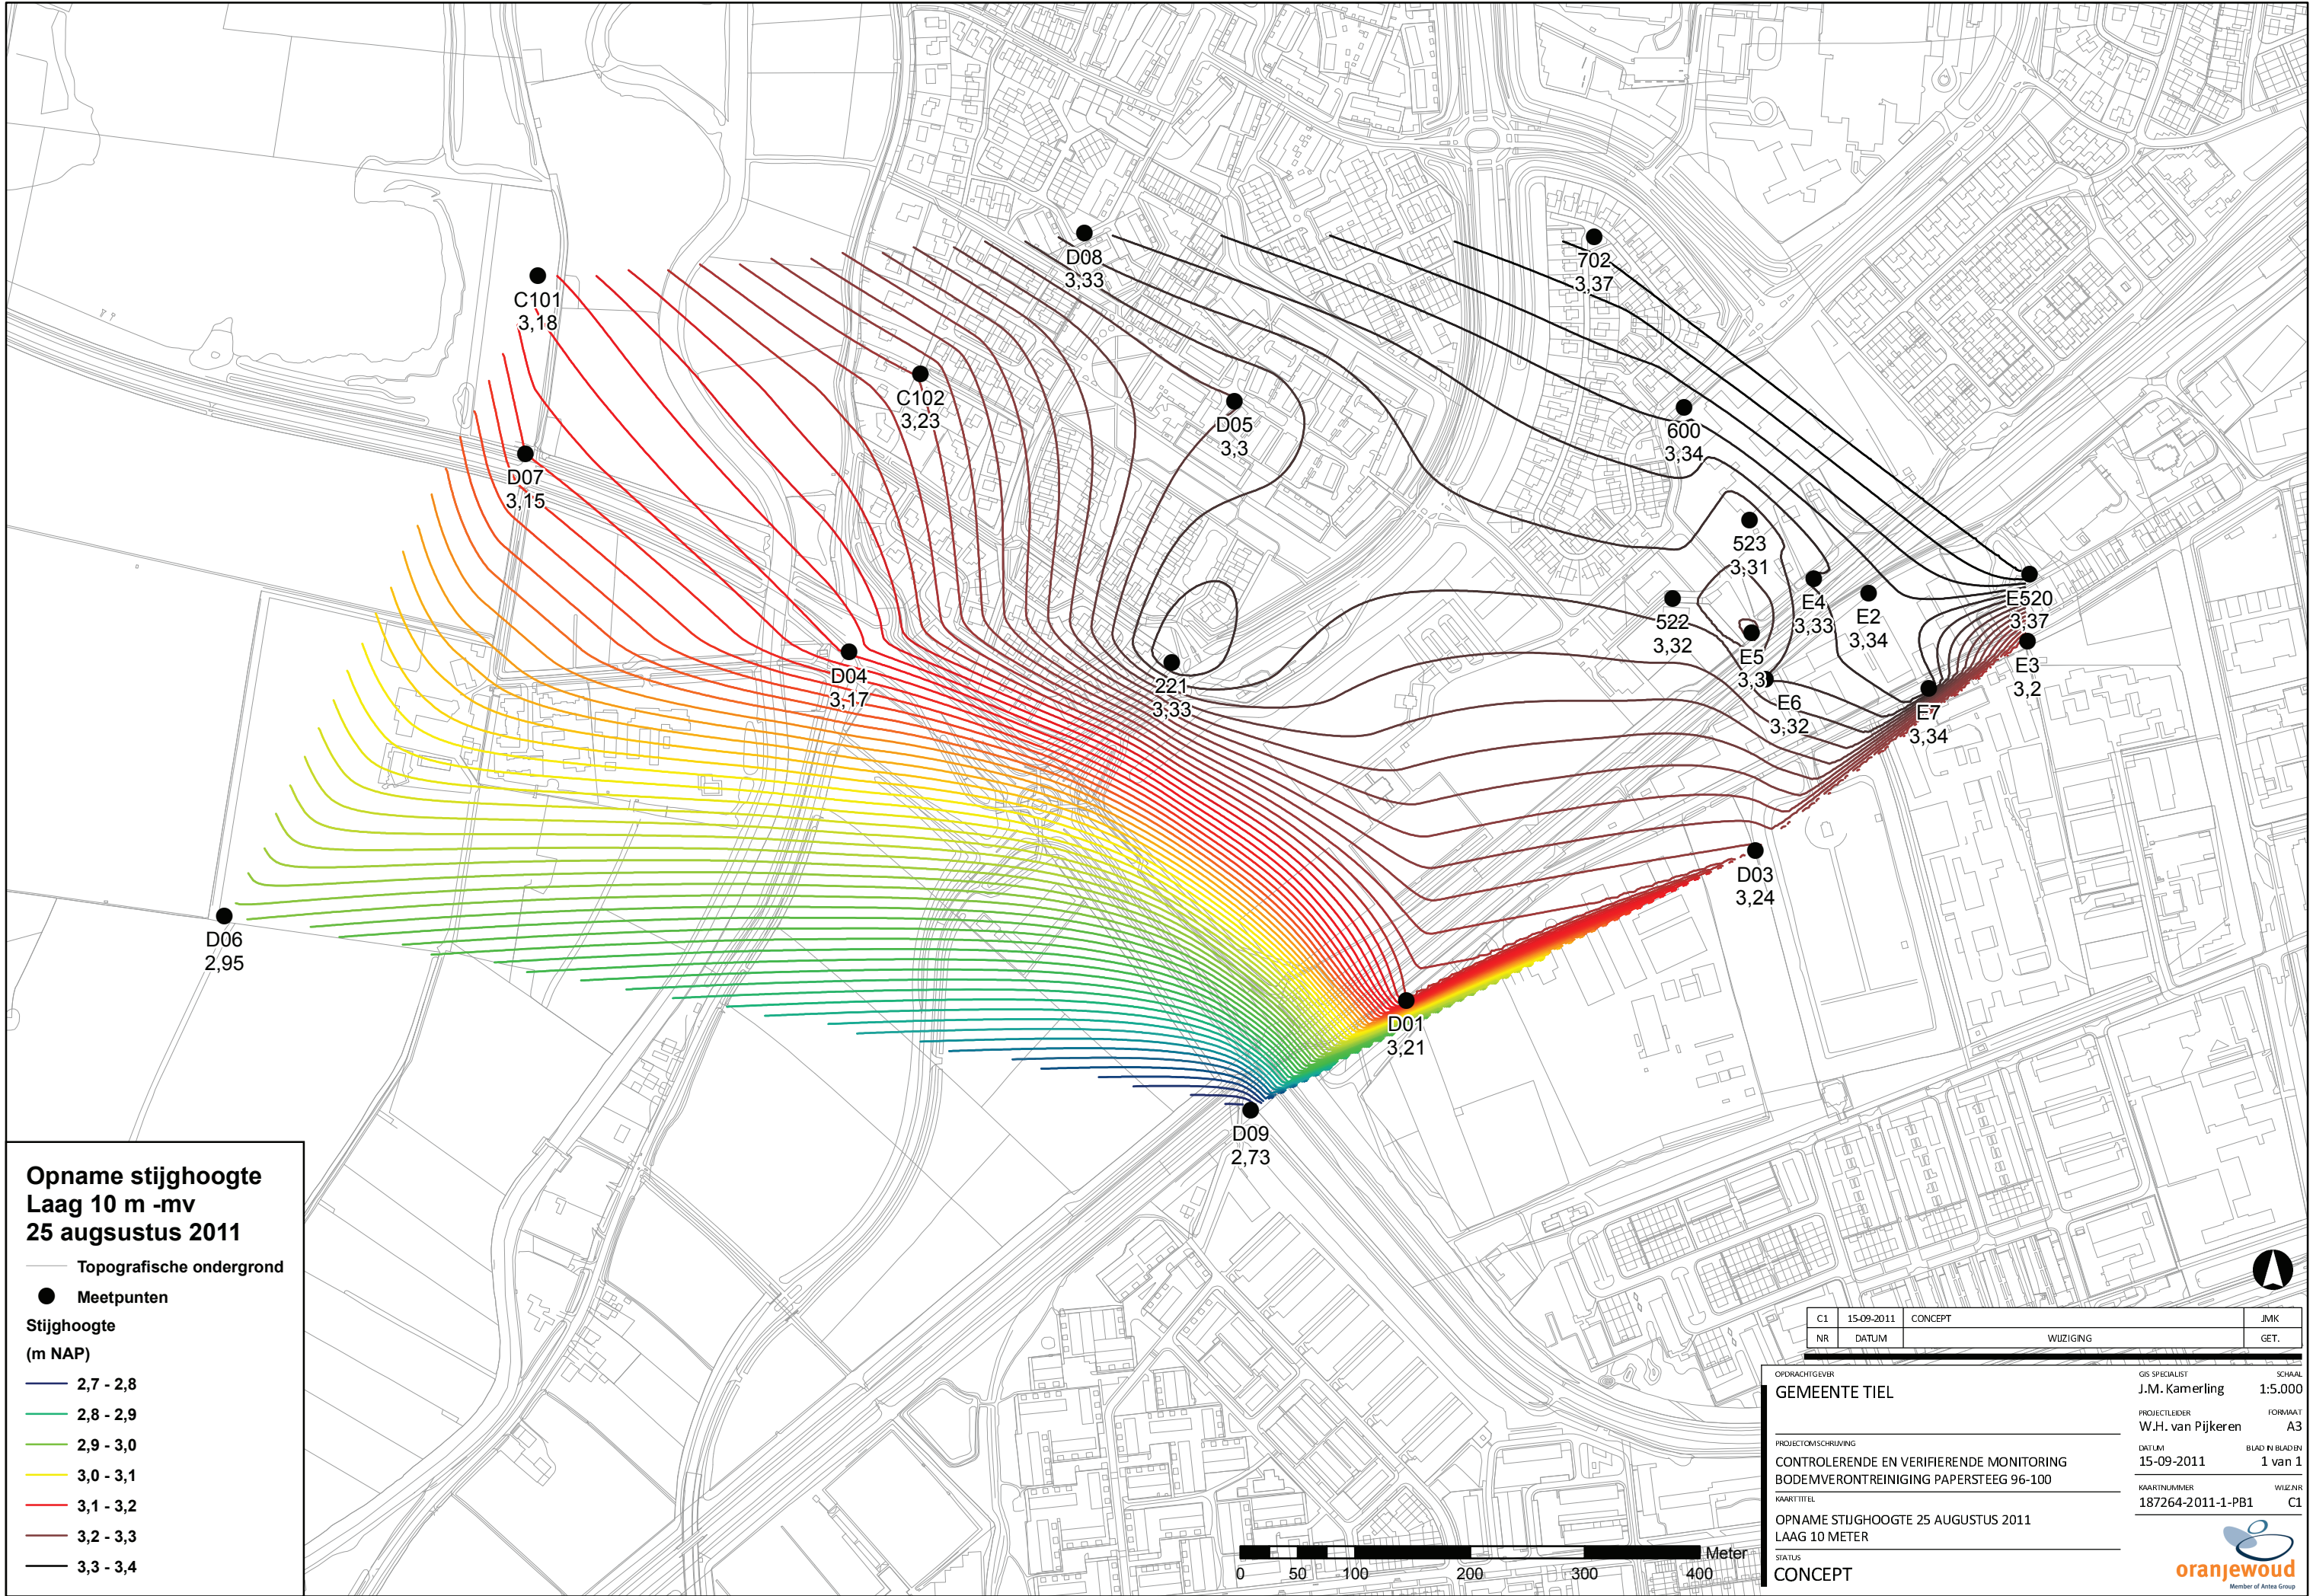 D08
3,33
702
3,37
C101
3,18
C102
3,23
D05
3,3
600
3,34
D07
3,15
523
3,31
E4
3,33
E2
3,34
522
3,32
E520
3,37
E5
3,3
E3
3,2
D04
3,17
221
3,33
E6
3,32
E7
3,34
D03
3,24
D06
2,95
D01
3,21
D09
2,73
Opname stijghoogte
Laag 10 m -mv
25 augsustus 2011
Topografische ondergrond
Meetpunten
Stijghoogte
(m NAP)
2,7 - 2,8
2,8 - 2,9
2,9 - 3,0
3,0 - 3,1
3,1 - 3,2
3,2 - 3,3
3,3 - 3,4
Meter
0 50 100 200 300 400
C1 15-09-2011 CONCEPT JMK
NR DATUM WIJZIGING GET.
OPDRACHTGEVER
GEMEENTE TIEL
GIS SPECIALIST SCHAAL
J.M. Kamerling 1:5.000
PROJECTLEIDER FORMAAT
W.H. van Pijkeren A3
PROJECTOMSCHRIJVING
CONTROLERENDE EN VERIFIERENDE MONITORING
BODEMVERONTREINIGING PAPERSTEEG 96-100
DATUM BLAD IN BLADEN
15-09-2011 1 van 1
KAARTTITEL
OPNAME STIJGHOOGTE 25 AUGUSTUS 2011
LAAG 10 METER
KAARTNUMMER WIJZ.NR
187264-2011-1-PB1 C1
STATUS
CONCEPT
oranjewoud
Member of Antea Group